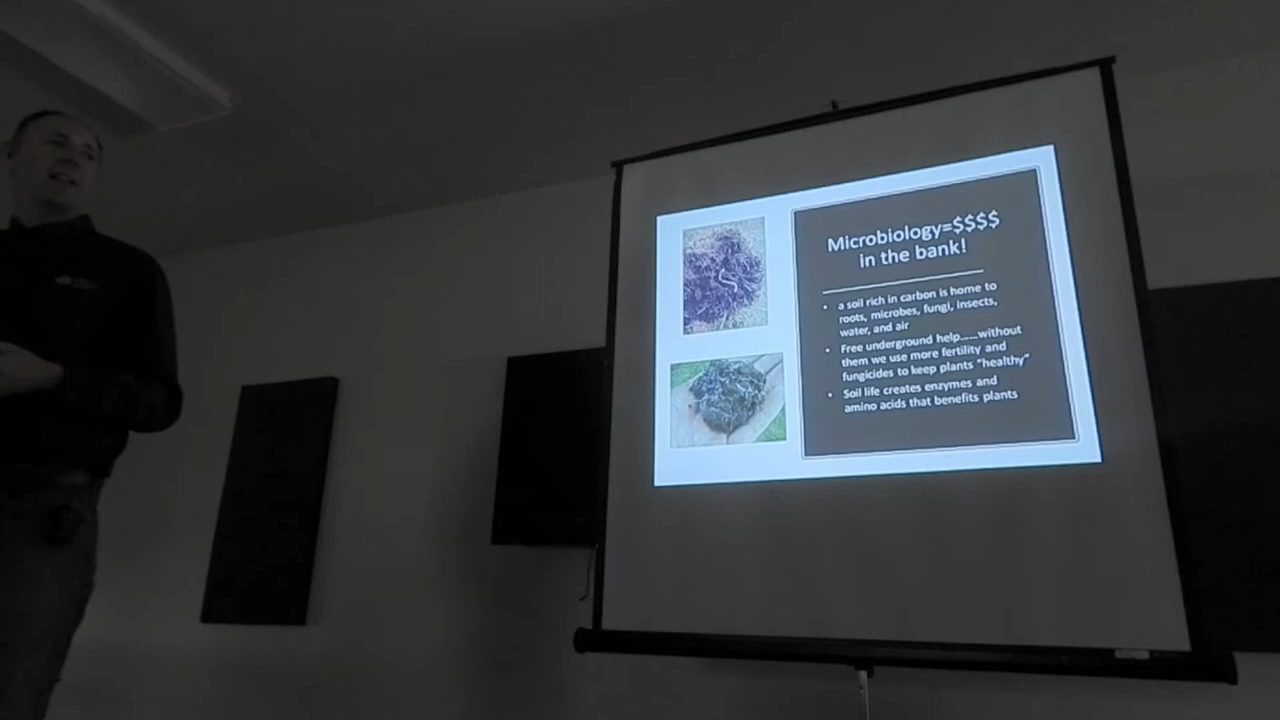 Microbiology=$$$$
in the bank!
• a soil rich in carbon is home to
roots, microbes, fungi, insects,
water, and air
• Free underground help......without
them we use more fertility and
fungicides to keep plants "healthy"
• Soil life creates enzymes and
amino acids that benefits plants